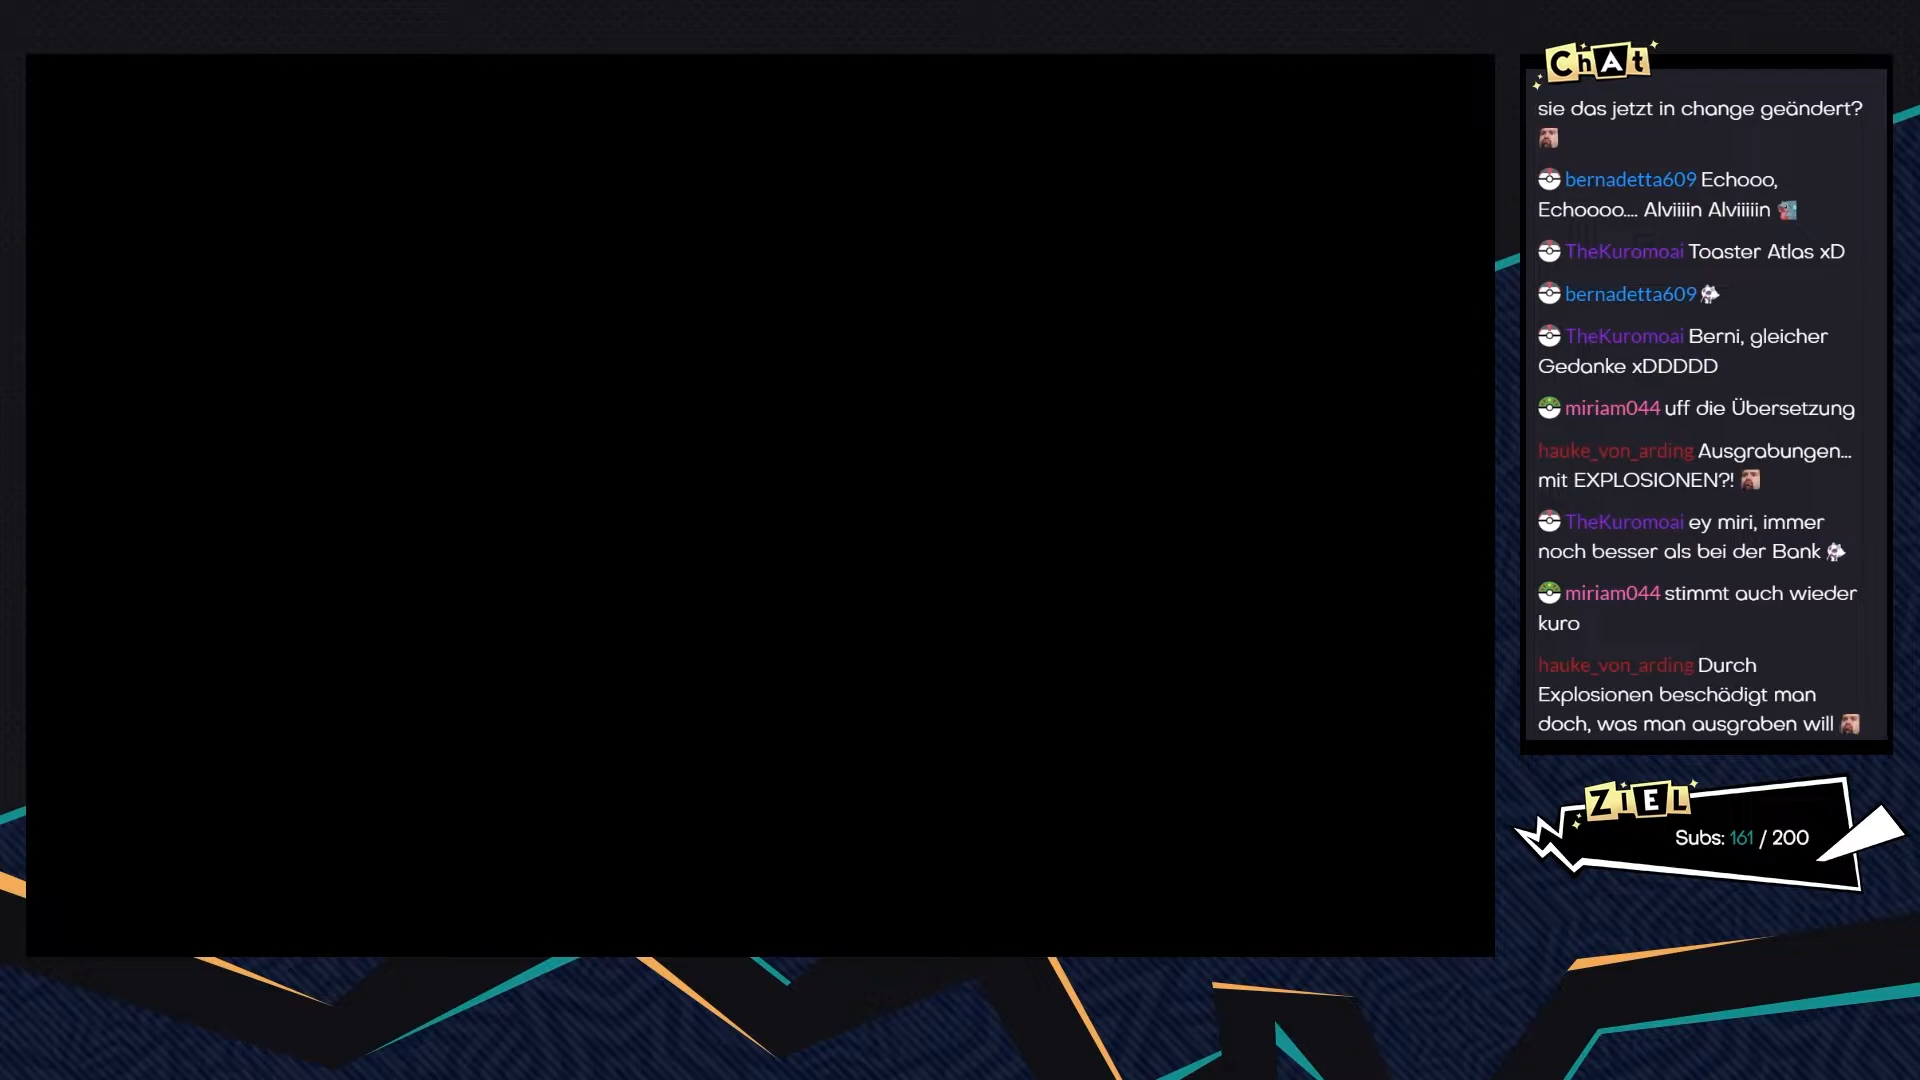 ChAt
sie das jetzt in change geändert?
bernadetta609 Echooo,
Echoooo.... Alviiiin Alviiiiin
TheKuromoai Toaster Atlas xD
bernadetta609
TheKuromoai Berni, gleicher
Gedanke xDDDDD
miriam044 uff die Übersetzung
hauke_von_arding Ausgrabungen...
mit EXPLOSIONEN?!
TheKuromoai ey miri, immer
noch besser als bei der Bank
miriam044 stimmt auch wieder
kuro
hauke_von_arding Durch
Explosionen beschädigt man
doch, was man ausgraben will
ZiEL
Subs: 161 / 200